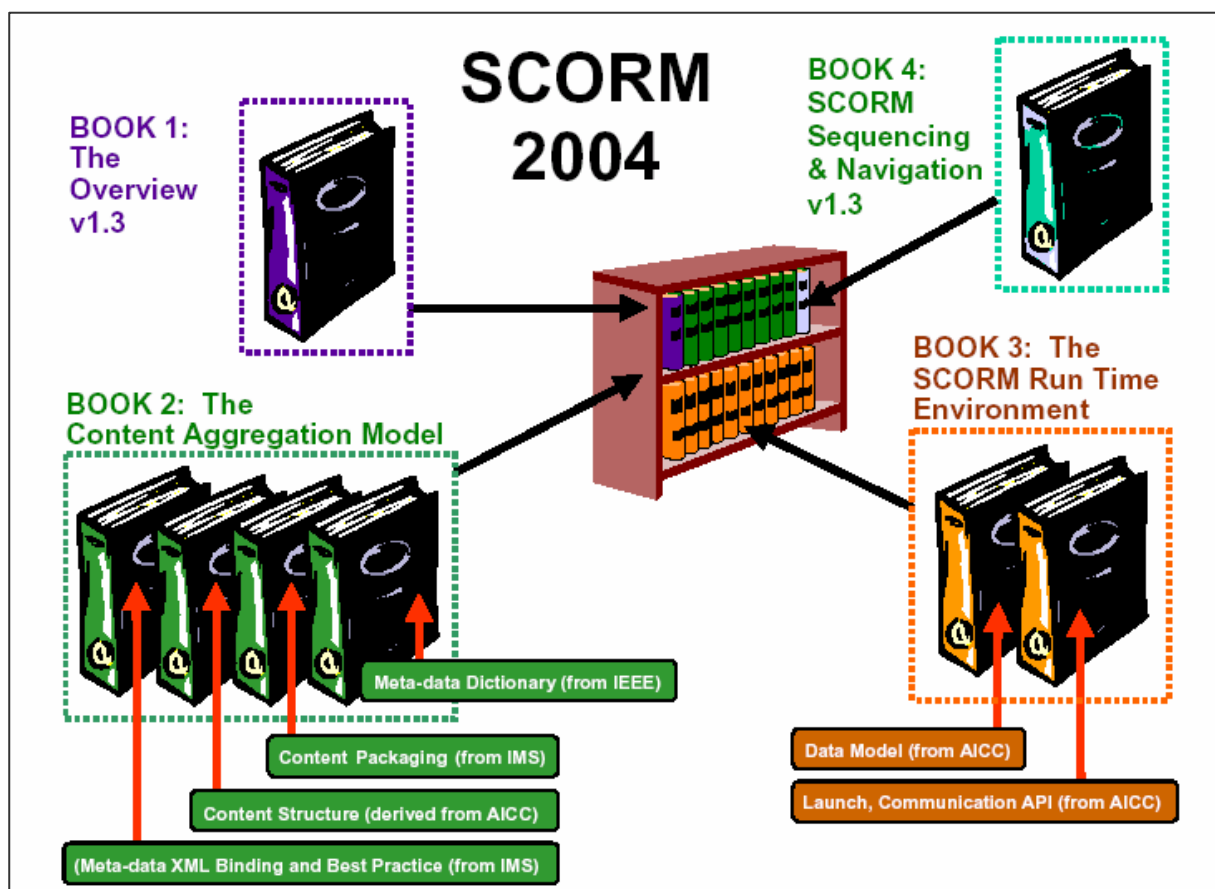 SCORM
2004
BOOK 1:
The
Overview
v1.3
BOOK 4:
SCORM
Sequencing
& Navigation
v1.3
BOOK 2:  The
Content Aggregation Model
BOOK 3:  The
SCORM Run Time
Environment
Meta-data Dictionary (from IEEE)
Content Packaging (from IMS)
Content Structure (derived from AICC)
(Meta-data XML Binding and Best Practice (from IMS)
Data Model (from AICC)
Launch, Communication API (from AICC)